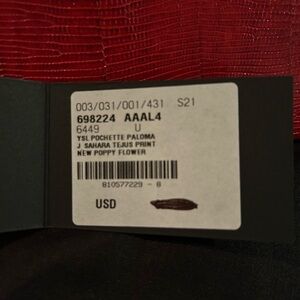 003/031/001/431 S21
698224 AAAL4
6449 U
YSL POCHETTE PALOMA
J SAHARA TEJUS PRINT
NEW POPPY FLOWER
810577229 - 8
USD